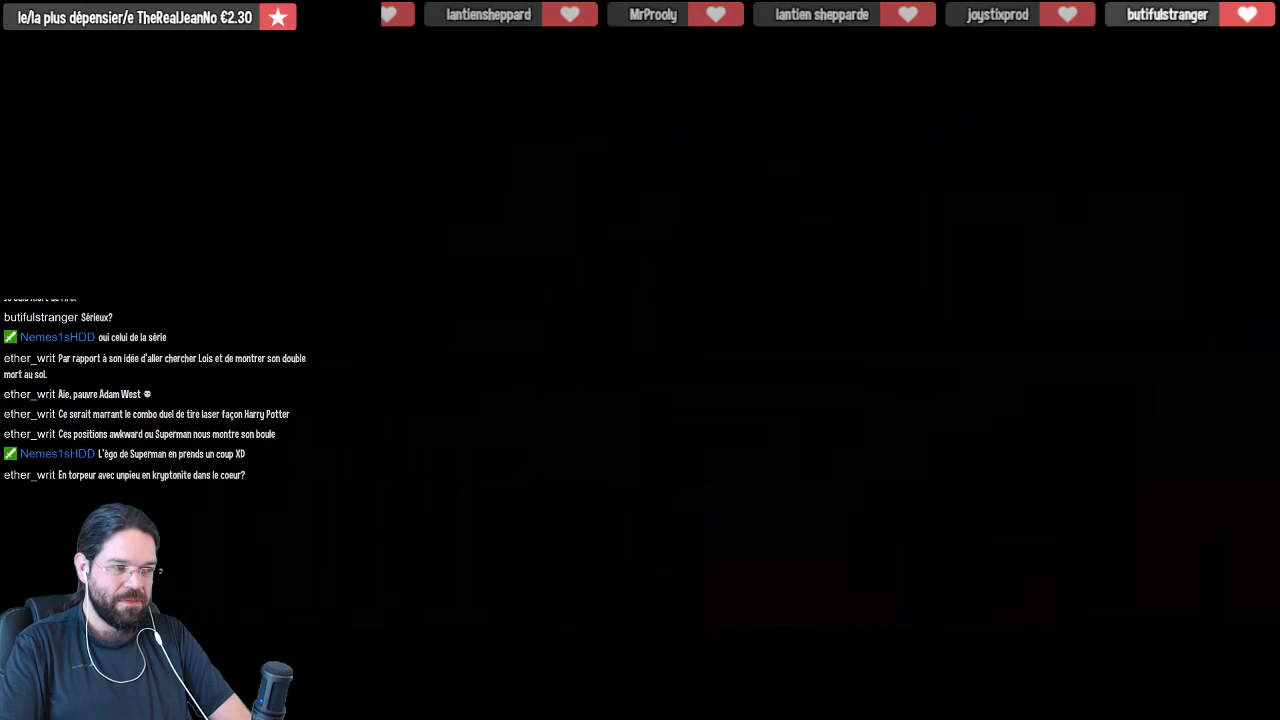 le/la plus dépensier/e TheRealJeanNo €2.30
lantiensheppard
MrProoly
lantien shepparde
joystixprod
butifulstranger
butifulstranger Sérieux?
Nemes1sHDD oui celui de la série
ether_writ Par rapport à son idée d'aller chercher Lois et de montrer son double
mort au sol.
ether_writ Aie, pauvre Adam West 💀
ether_writ Ce serait marrant le combo duel de tire laser façon Harry Potter
ether_writ Ces positions awkward ou Superman nous montre son boule
Nemes1sHDD L'égo de Superman en prends un coup XD
ether_writ En torpeur avec unpieu en kryptonite dans le coeur?